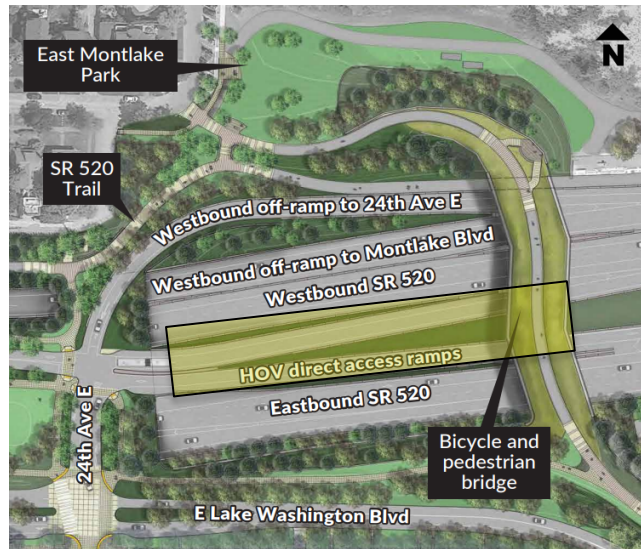 East Montlake
Park
N
SR 520
Trail
Westbound off-ramp to 24th Ave E
Westbound off-ramp to Montlake Blvd
Westbound SR 520
HOV direct access ramps
Eastbound SR 520
24th Ave E
Bicycle and
pedestrian
bridge
E Lake Washington Blvd